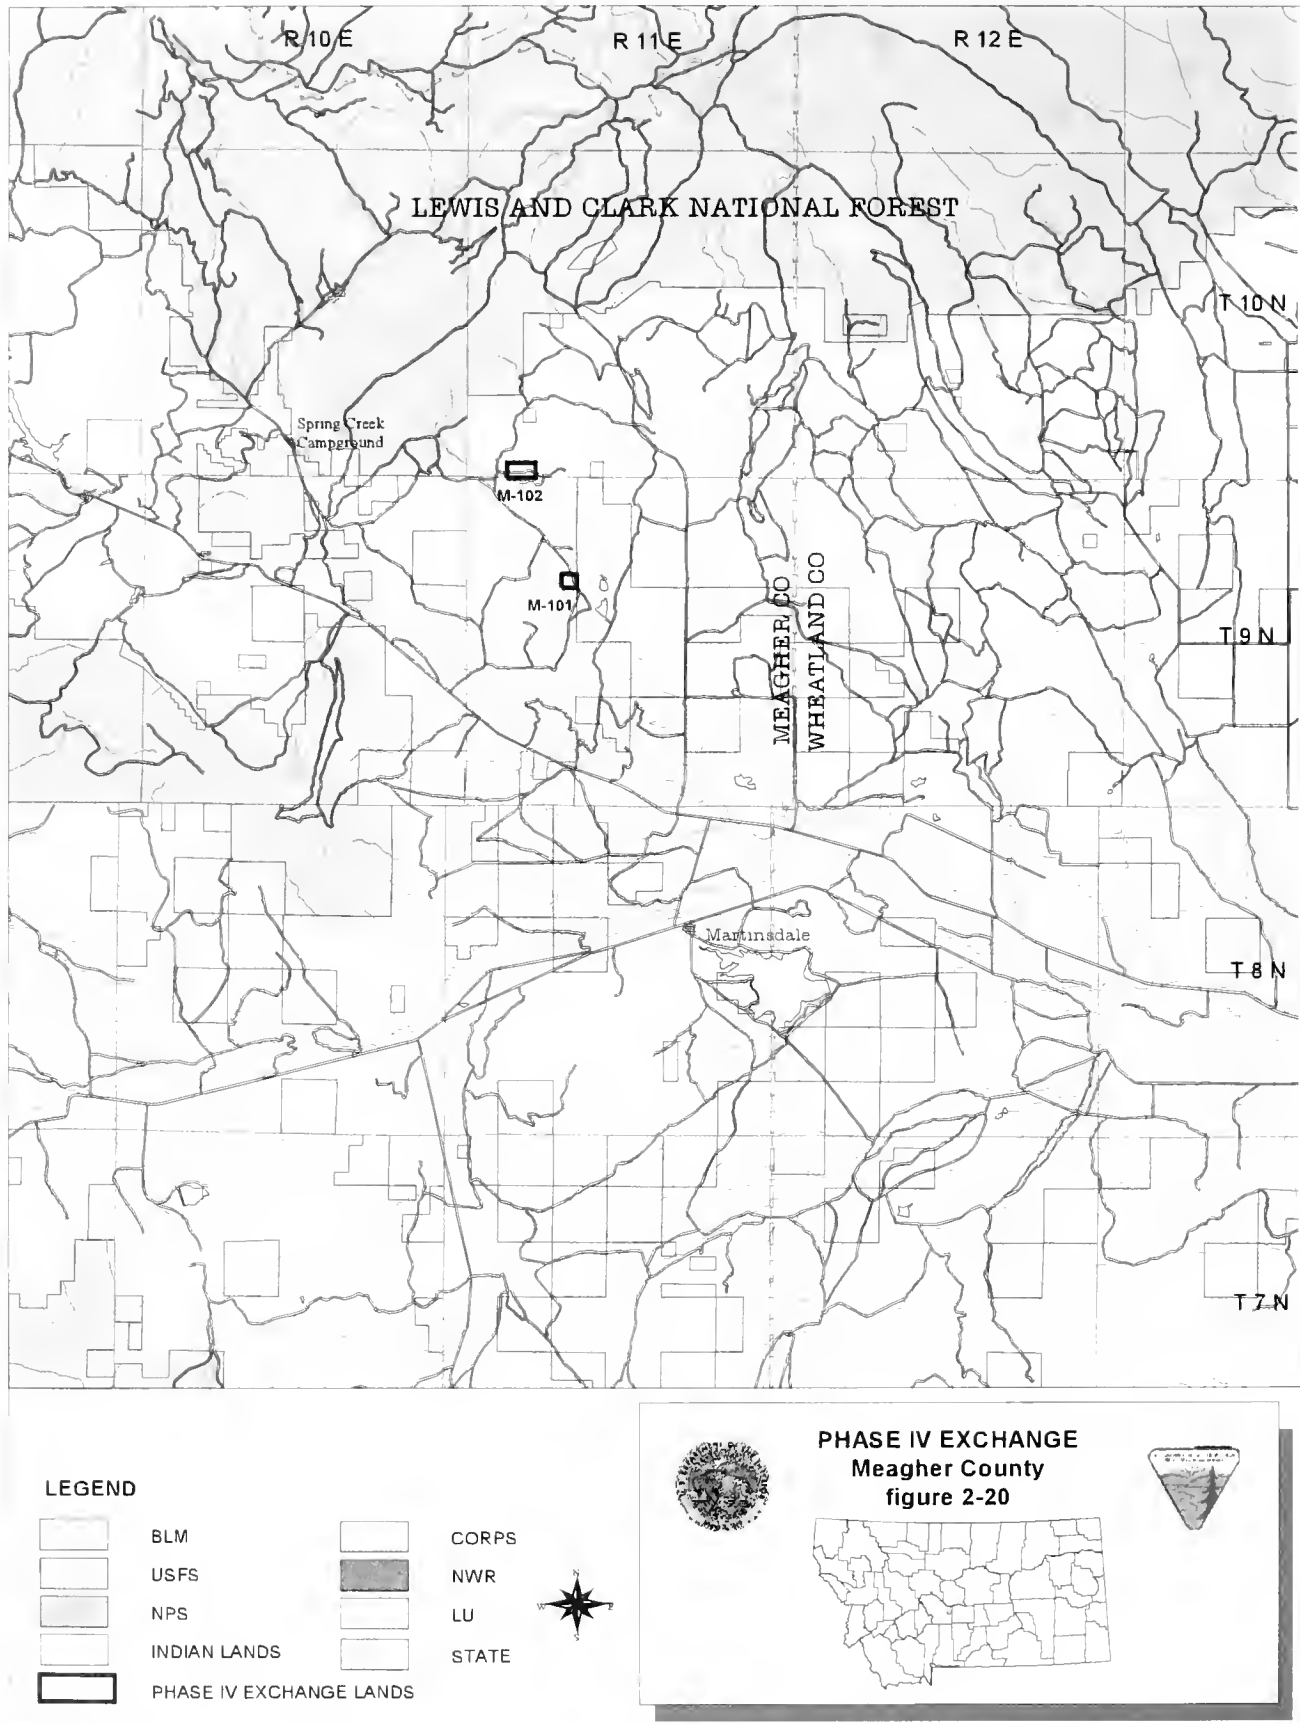 R 10 E
R 11 E
R 12 E
LEWIS AND CLARK NATIONAL FOREST
T 10 N
Spring Creek
Campground
M-102
M-101
MEAGHER CO
WHEATLAND CO
T 9 N
Martinsdale
T 8 N
T 7 N
LEGEND
BLM
USFS
NPS
INDIAN LANDS
PHASE IV EXCHANGE LANDS
CORPS
NWR
LU
STATE
N
W
E
S
PHASE IV EXCHANGE
Meagher County
figure 2-20